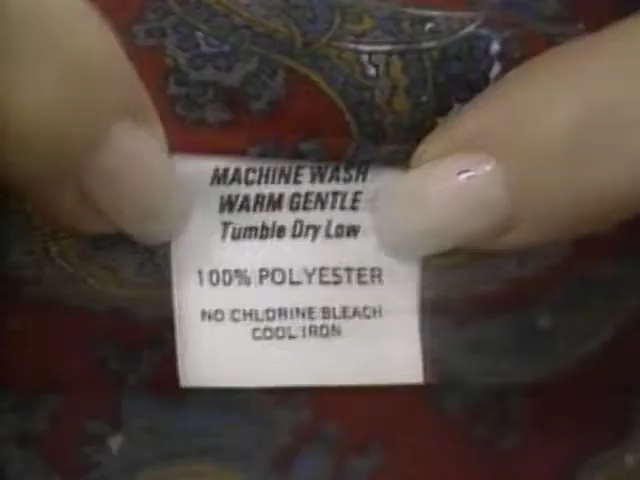 MACHINE WASH
WARM GENTLE
Tumble Dry Low
100% POLYESTER
NO CHLORINE BLEACH
COOL IRON